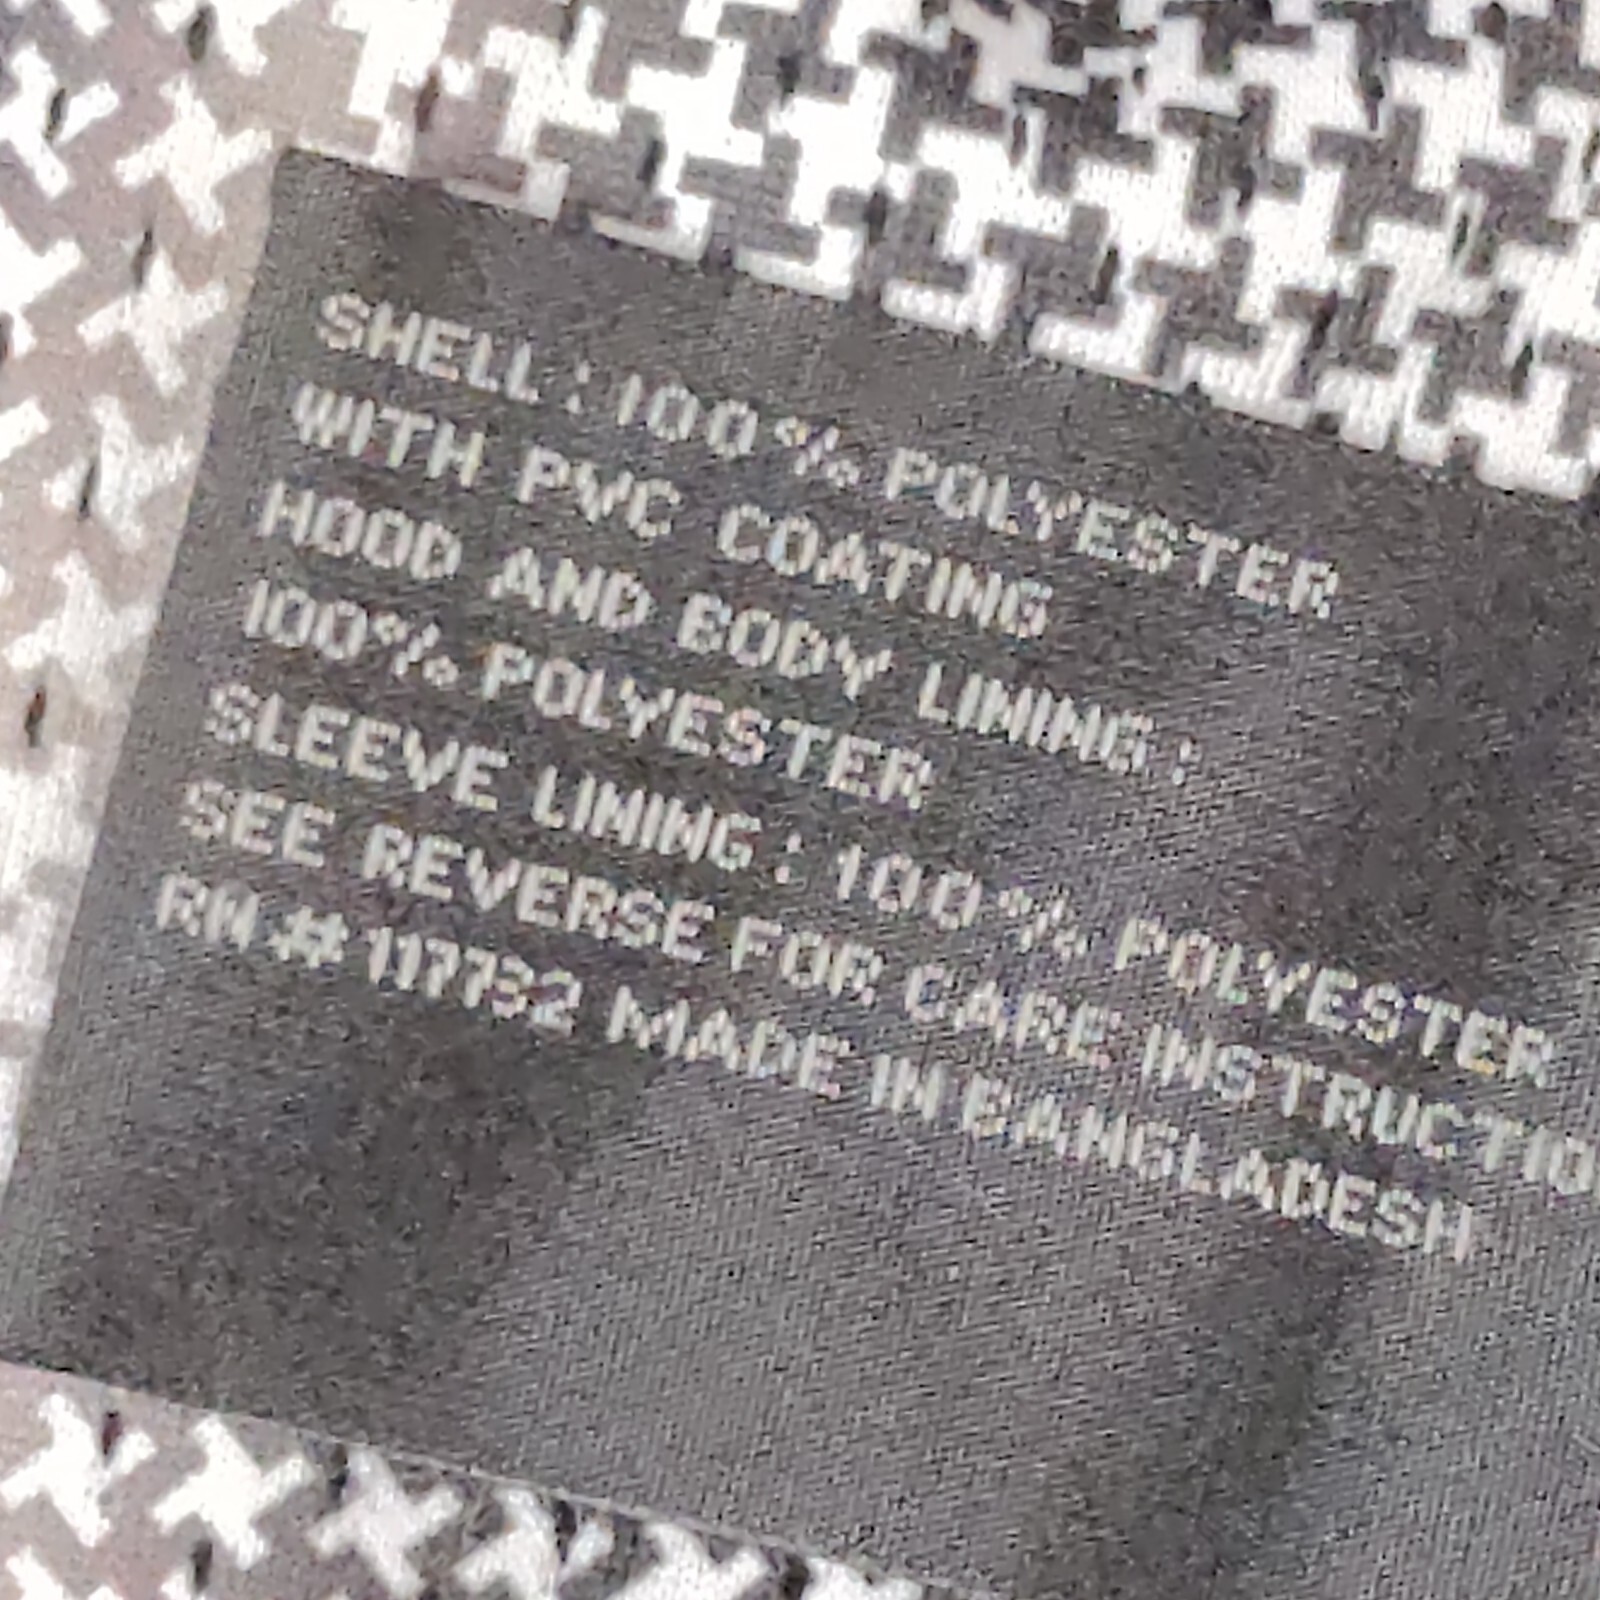 SHELL: 100% POLYESTER
WITH PVC COATING
HOOD AND BODY LINING:
100% POLYESTER
SLEEVE LINING: 100% POLYESTER
SEE REVERSE FOR CARE INSTRUCTIO
RN # 117732 MADE IN BANGLADESH